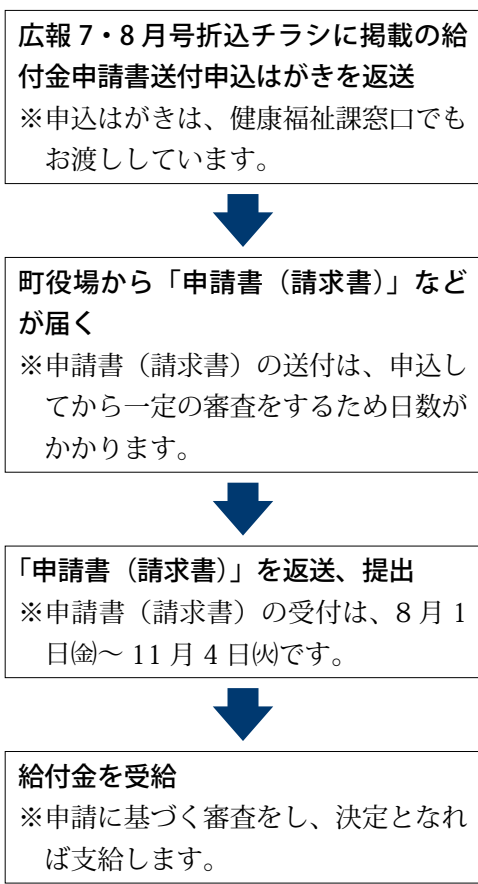 広報 7・8 月号折込チラシに掲載の給
付金申請書送付申込はがきを返送
※申込はがきは、健康福祉課窓口でも
お渡ししています。
町役場から「申請書（請求書）」など
が届く
※申請書（請求書）の送付は、申込し
てから一定の審査をするため日数が
かかります。
「申請書（請求書）」を返送、提出
※申請書（請求書）の受付は、8 月 1
日㈮～ 11 月 4 日㈫です。
給付金を受給
※申請に基づく審査をし、決定となれ
ば支給します。